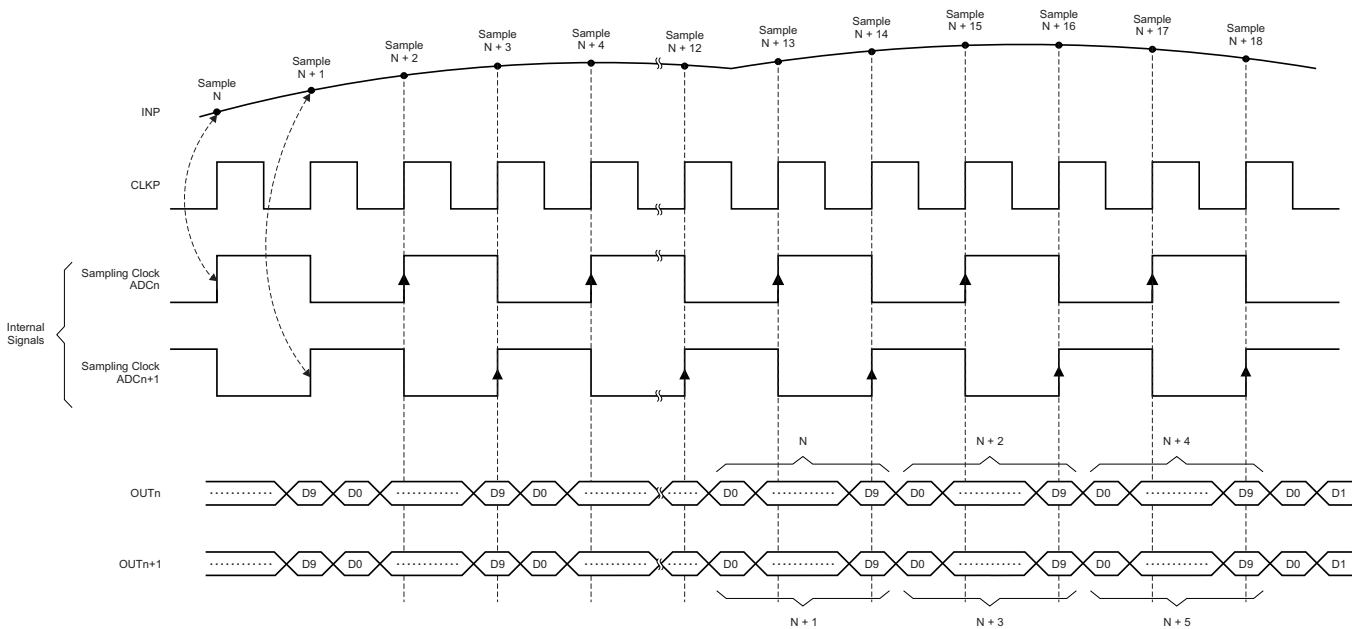 Sample
N
Sample
N + 1
Sample
N + 2
Sample
N + 3
Sample
N + 4
Sample
N + 12
Sample
N + 13
Sample
N + 14
Sample
N + 15
Sample
N + 16
Sample
N + 17
Sample
N + 18
INP
CLKP
Internal
Signals
Sampling Clock
ADCn
Sampling Clock
ADCn+1
N
N + 2
N + 4
OUTn
D9
D0
D9
D0
D0
D9
D0
D9
D0
D9
D0
D1
OUTn+1
D9
D0
D9
D0
D0
D9
D0
D9
D0
D9
D0
D1
N + 1
N + 3
N + 5